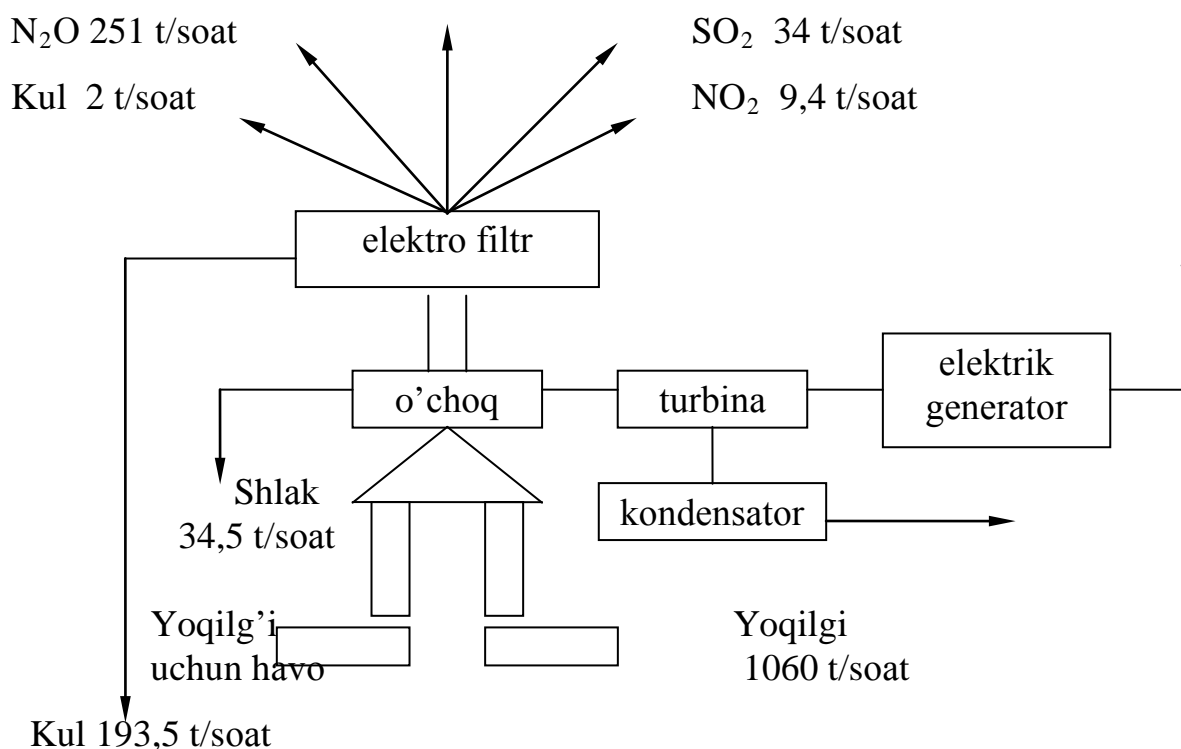 N₂O 251 t/soat
SO₂ 34 t/soat
Kul 2 t/soat
NO₂ 9,4 t/soat
elektro filtr
o’choq
turbina
elektrik
generator
Shlak
34,5 t/soat
kondensator
Yoqilg’i
uchun havo
Yoqilgi
1060 t/soat
Kul 193,5 t/soat